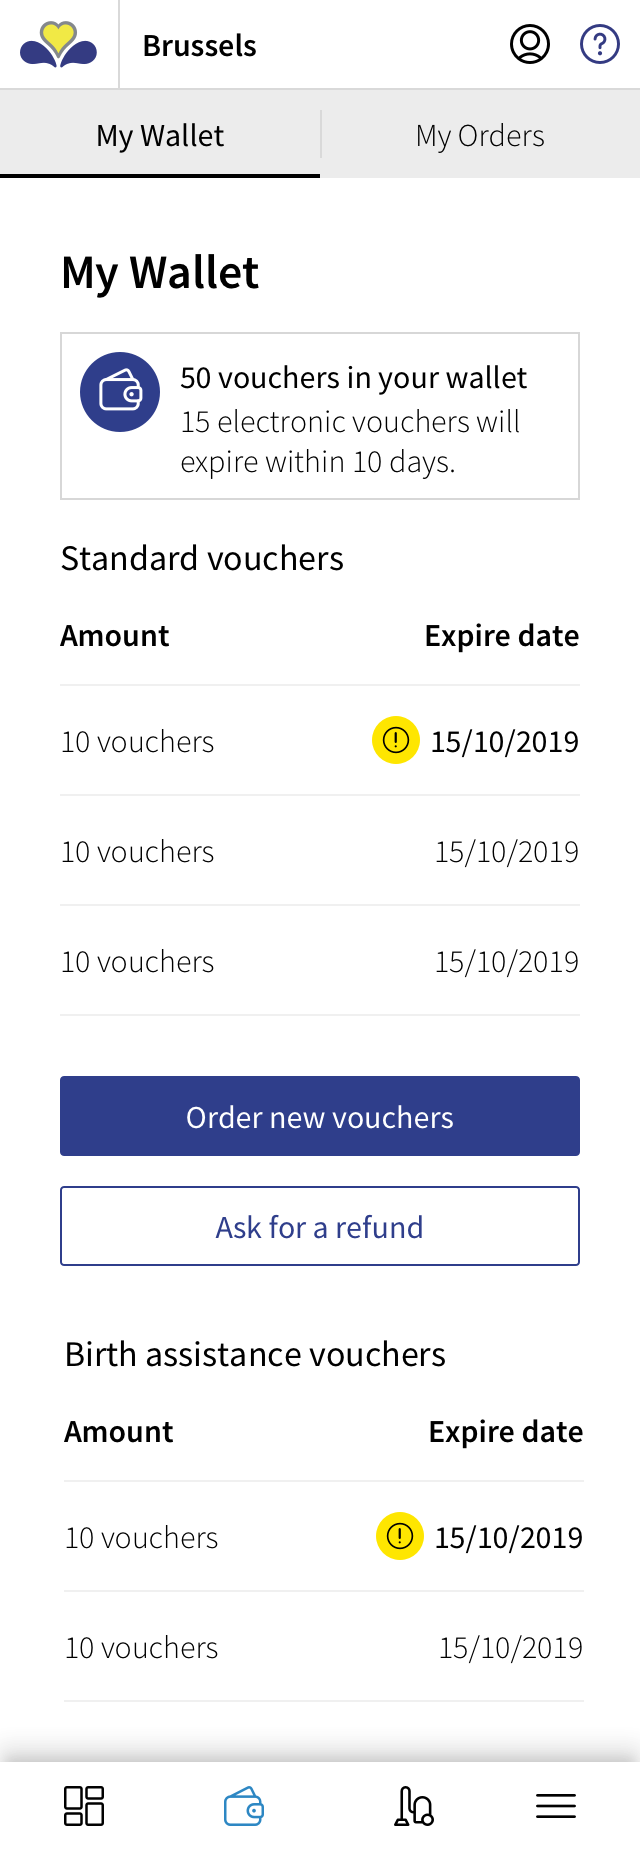 Brussels
My Wallet
My Orders
My Wallet
50 vouchers in your wallet
15 electronic vouchers will
expire within 10 days.
Standard vouchers
Amount Expire date
10 vouchers 15/10/2019
10 vouchers 15/10/2019
10 vouchers 15/10/2019
Order new vouchers
Ask for a refund
Birth assistance vouchers
Amount Expire date
10 vouchers 15/10/2019
10 vouchers 15/10/2019